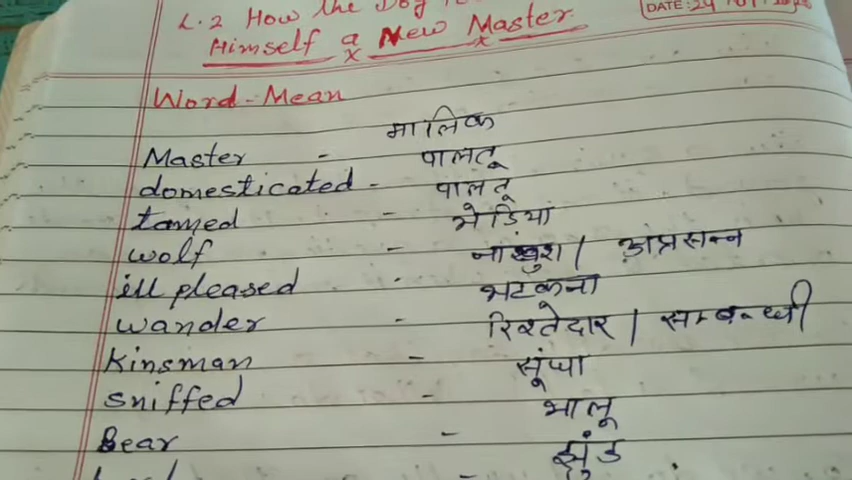 L.2 How the Dog
Himself a New Master
DATE: 24
Word-Mean
Master - मालिक
domesticated - पालतू
tamed - पालतू
wolf - भेडिया
ill pleased - नाखुश / अप्रसन्न
wander - भटकना
Kinsman - रिश्तेदार / सम्बन्धी
sniffed - सूंघा
Bear - भालू
झुंड